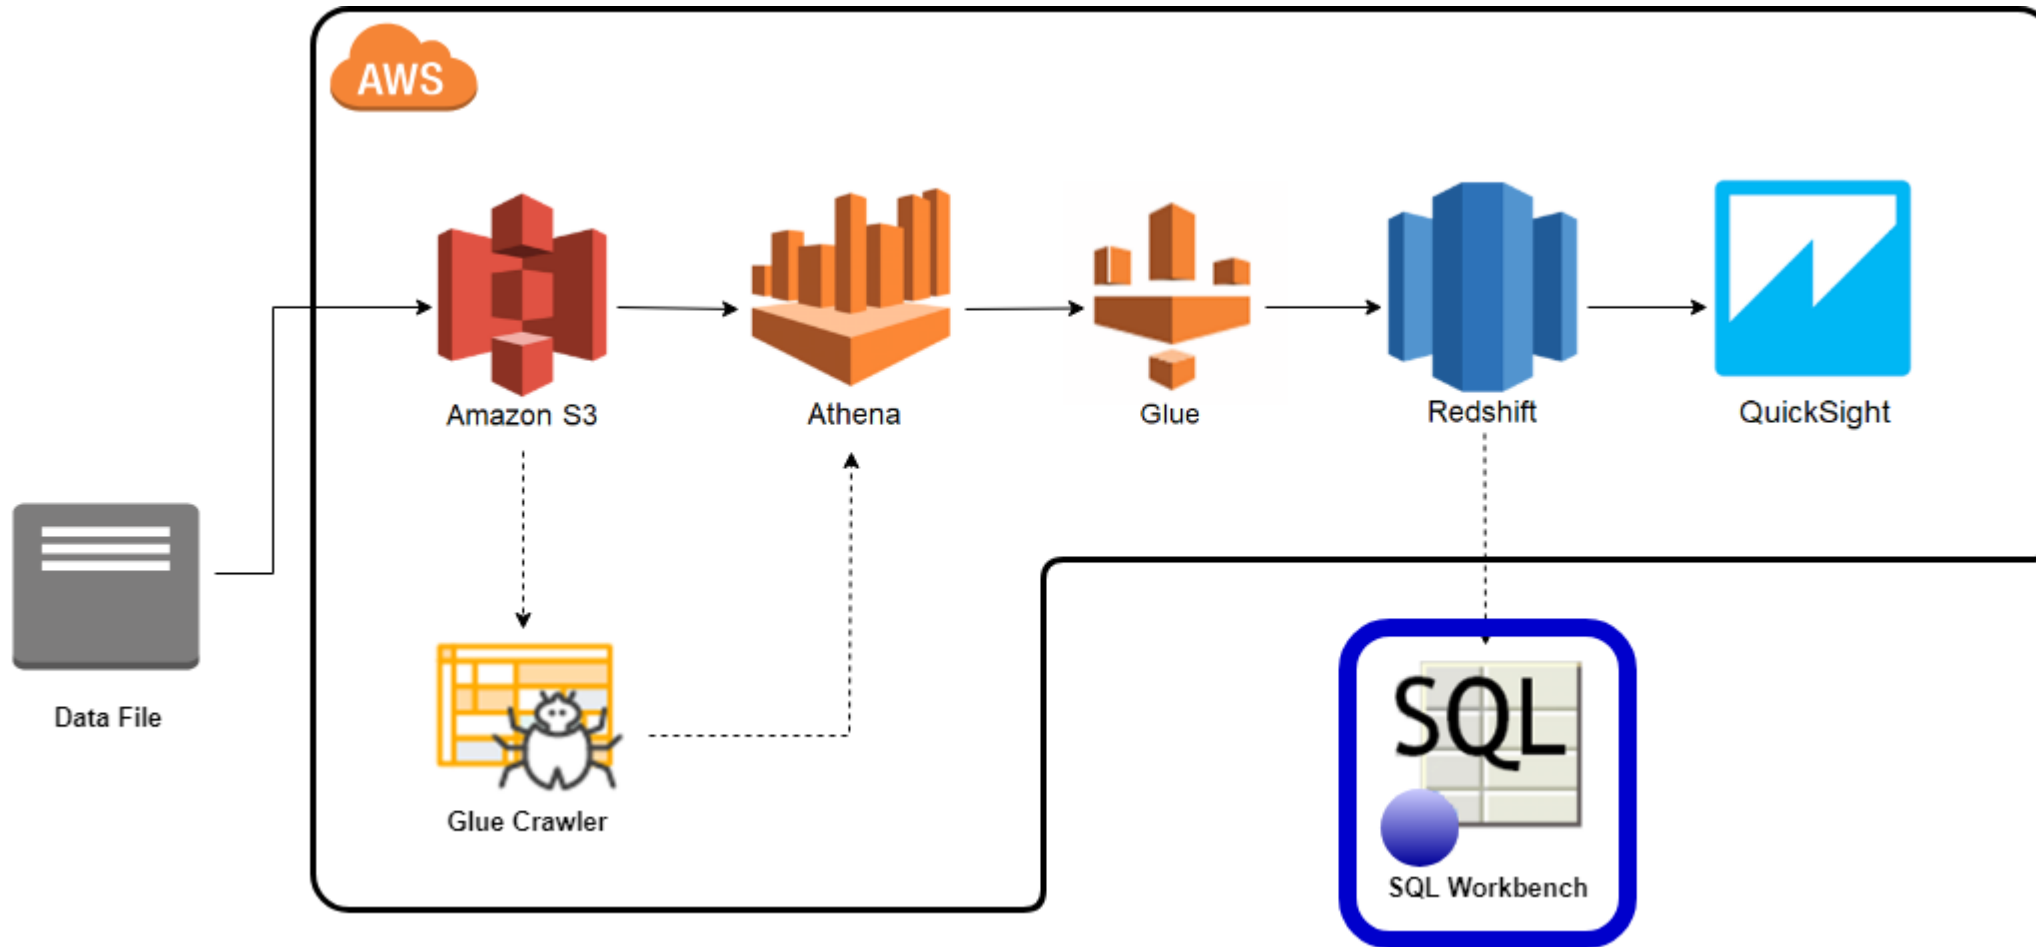 AWS
Amazon S3
Athena
Glue
Redshift
QuickSight
Data File
Glue Crawler
SQL
SQL Workbench